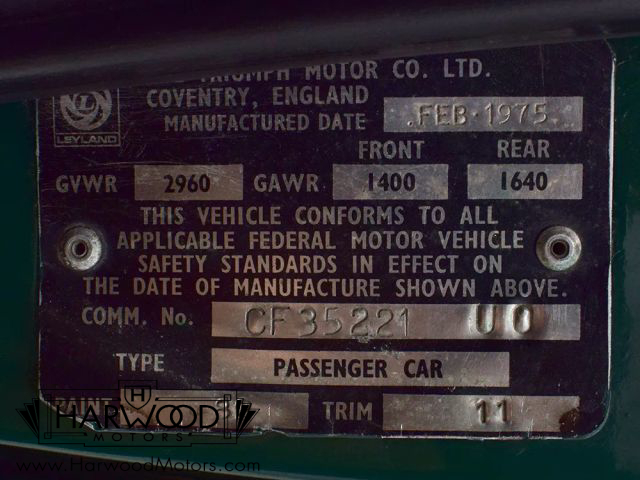 TRIUMPH MOTOR CO. LTD.
COVENTRY, ENGLAND
LEYLAND
MANUFACTURED DATE FEB·1975
FRONT REAR
GVWR 2960 GAWR 1400 1640
THIS VEHICLE CONFORMS TO ALL
APPLICABLE FEDERAL MOTOR VEHICLE
SAFETY STANDARDS IN EFFECT ON
THE DATE OF MANUFACTURE SHOWN ABOVE.
COMM. No. CF35221 UO
TYPE PASSENGER CAR
PAINT TRIM 11
H
HARWOOD
MOTORS
www.HarwoodMotors.com